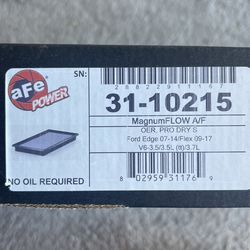 SN:
aFe
POWER
31-10215
MagnumFLOW A/F
OER, PRO DRY S
Ford Edge 07-14/Flex 09-17
V6-3.5/3.5L (tt)/3.7L
NO OIL REQUIRED
8 02959 31176 9